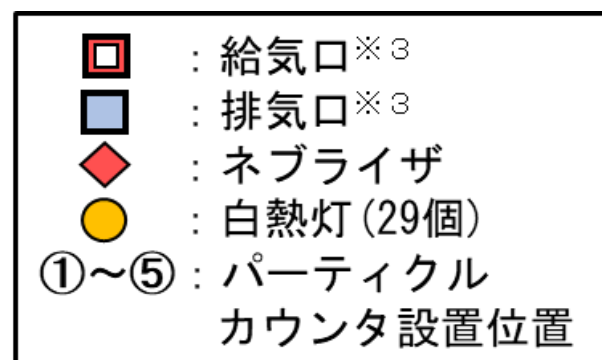 ：給気口※3
：排気口※3
：ネブライザ
：白熱灯(29個)
①～⑤：パーティクル
カウンタ設置位置